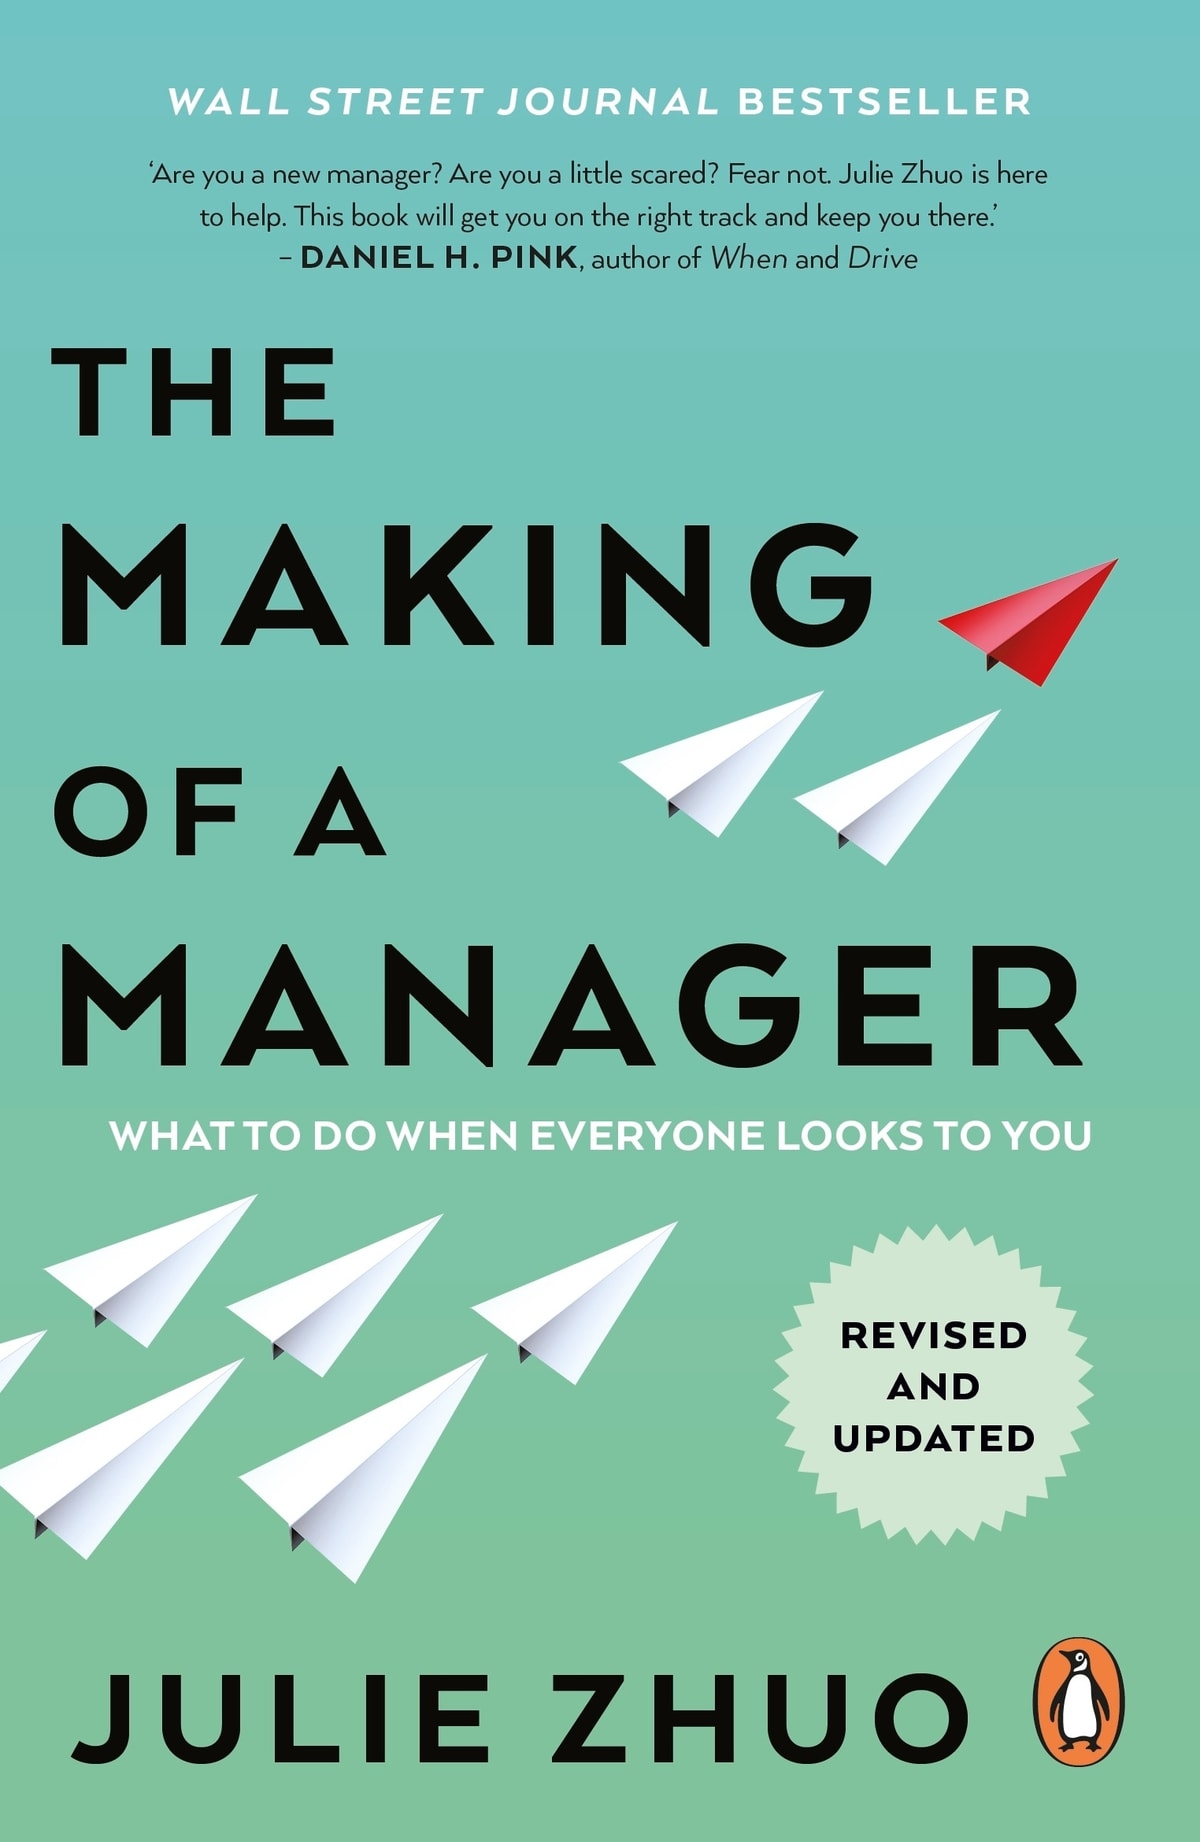 WALL STREET JOURNAL BESTSELLER
‘Are you a new manager? Are you a little scared? Fear not. Julie Zhuo is here
to help. This book will get you on the right track and keep you there.’
– DANIEL H. PINK, author of When and Drive
THE
MAKING
OF A
MANAGER
WHAT TO DO WHEN EVERYONE LOOKS TO YOU
REVISED
AND
UPDATED
JULIE ZHUO